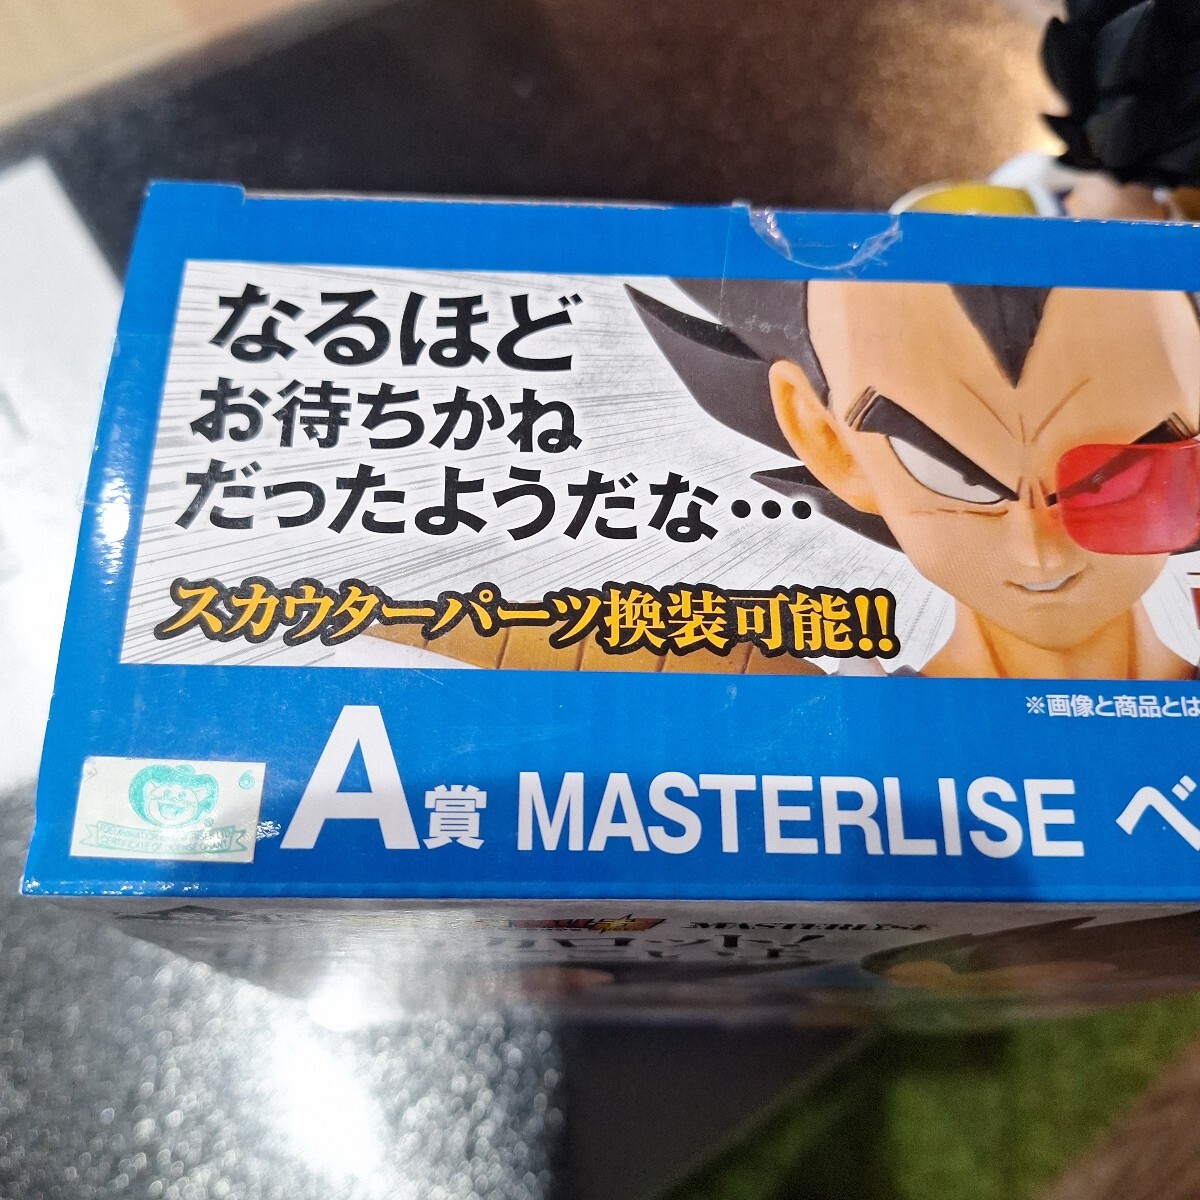 なるほど
お待ちかね
だったようだな…
スカウターパーツ換装可能!!
※画像と商品とは
A賞 MASTERLISE ベ
MASTERLISE